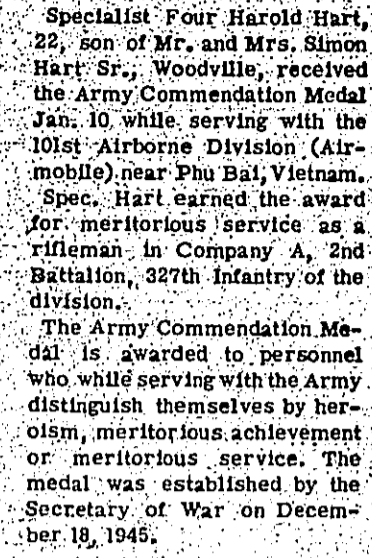 Specialist Four Harold Hart,
22, son of Mr. and Mrs. Simon
Hart Sr., Woodville, received
the Army Commendation Medal
Jan. 10 while serving with the
101st Airborne Division (Air-
mobile) near Phu Bai, Vietnam.
Spec. Hart earned the award
for meritorious service as a
rifleman in Company A, 2nd
Battalion, 327th Infantry of the
division.
The Army Commendation Me-
dal is awarded to personnel
who while serving with the Army
distinguish themselves by her-
oism, meritorious achievement
or meritorious service. The
medal was established by the
Secretary of War on Decem-
ber 18, 1945.